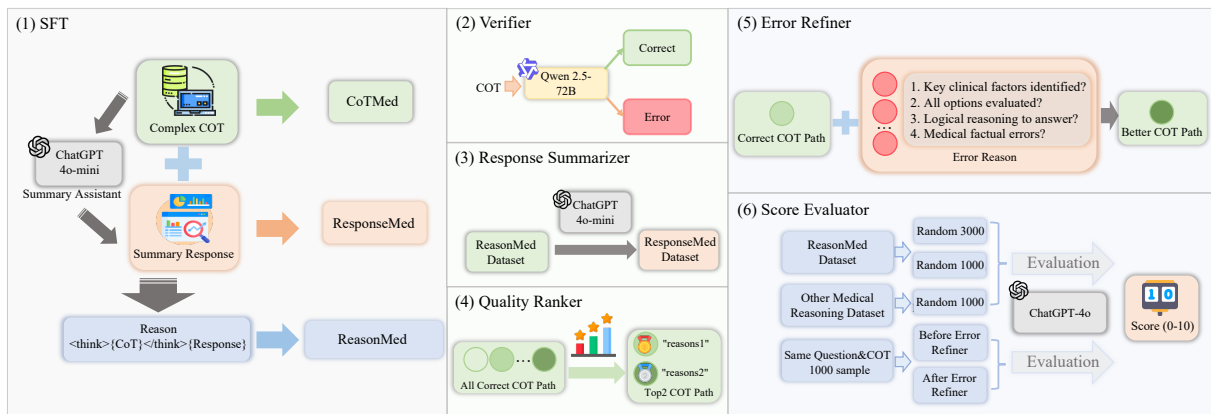 (1) SFT
Complex COT
CoTMed
ChatGPT
4o-mini
Summary Assistant
Summary Response
ResponseMed
Reason
<think>{CoT}</think>{Response}
ReasonMed
(2) Verifier
COT
Qwen 2.5-
72B
Correct
Error
(3) Response Summarizer
ChatGPT
4o-mini
ReasonMed
Dataset
ResponseMed
Dataset
(4) Quality Ranker
All Correct COT Path
"reasons1"
"reasons2"
Top2 COT Path
(5) Error Refiner
Correct COT Path
...
1. Key clinical factors identified?
2. All options evaluated?
3. Logical reasoning to answer?
4. Medical factual errors?
Error Reason
Better COT Path
(6) Score Evaluator
ReasonMed
Dataset
Random 3000
Random 1000
Other Medical
Reasoning Dataset
Random 1000
Same Question&COT
1000 sample
Before Error
Refiner
After Error
Refiner
Evaluation
ChatGPT-4o
Evaluation
1 0
Score (0-10)